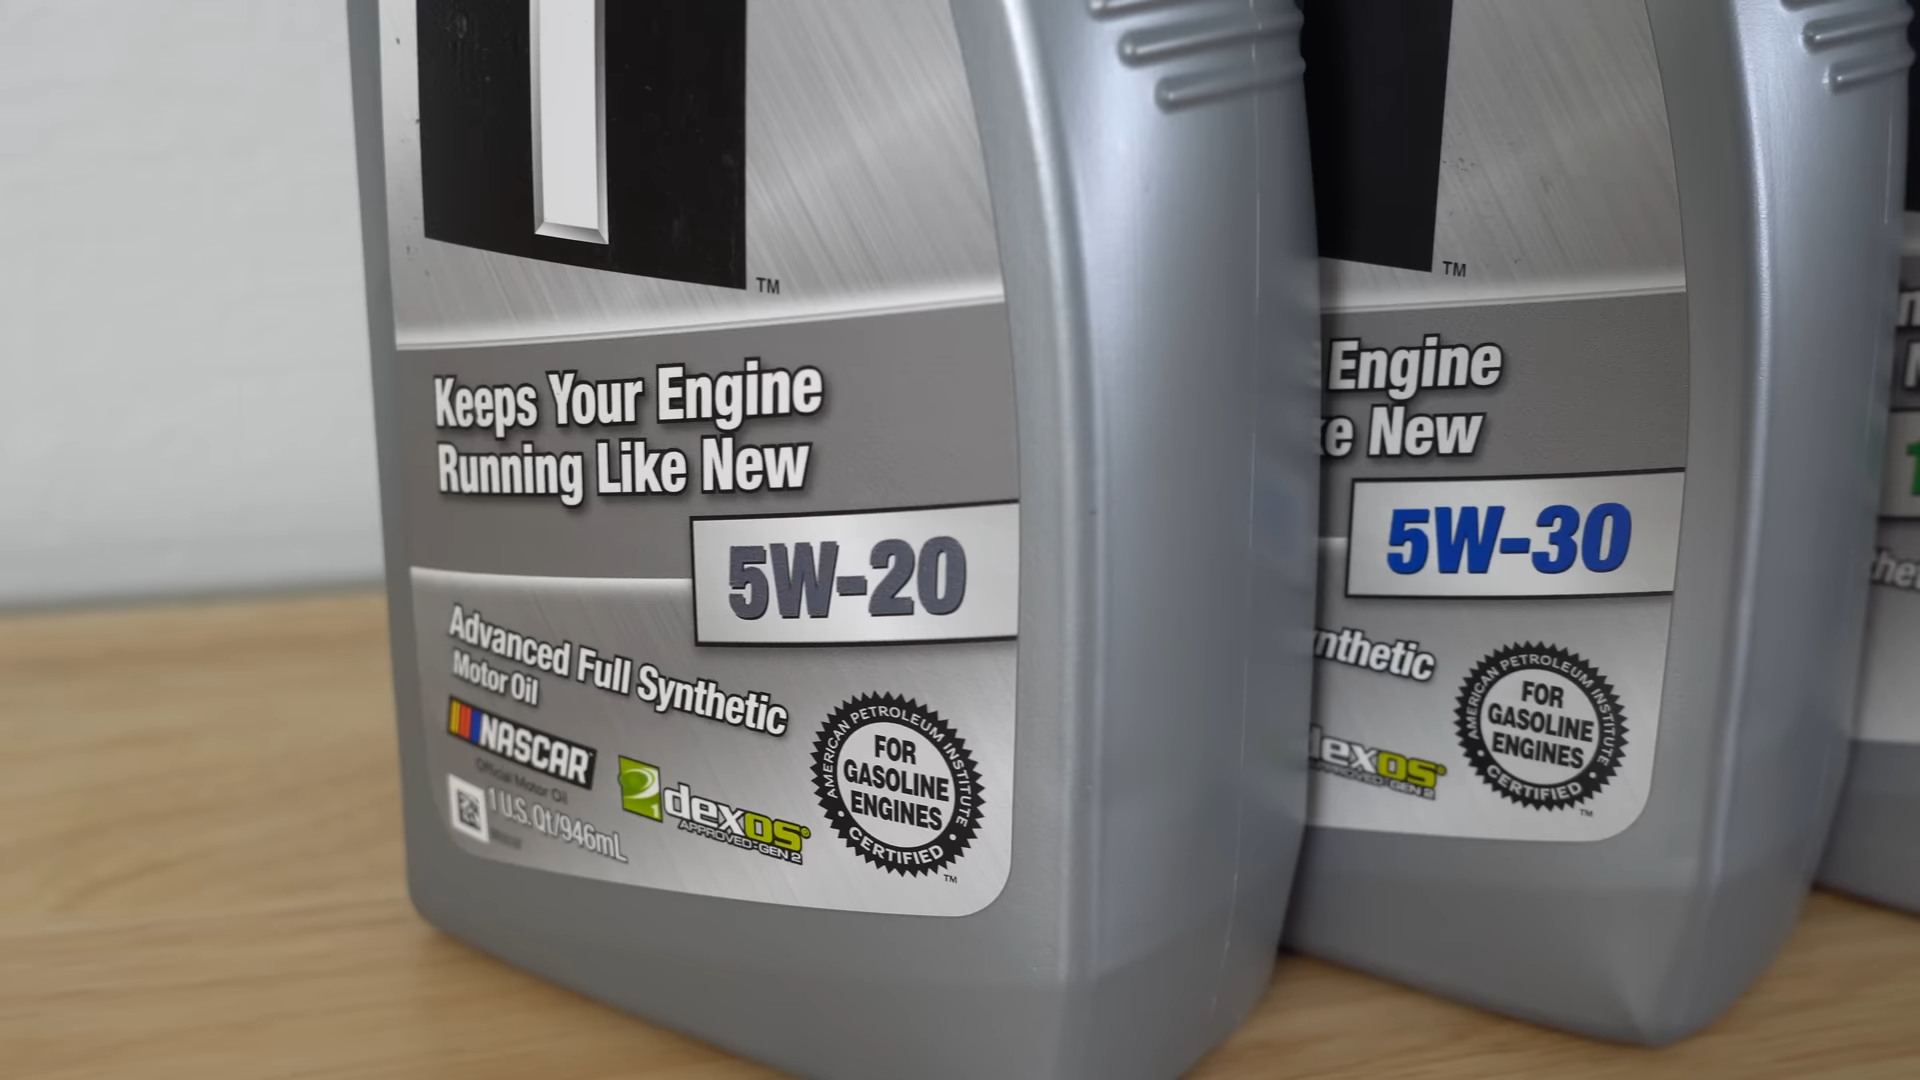 TM
Keeps Your Engine
Running Like New
5W-20
Advanced Full Synthetic
Motor Oil
NASCAR
Official Motor Oil
1 U.S. Qt/946mL
dexos®
APPROVED-GEN 2
AMERICAN PETROLEUM INSTITUTE
FOR
GASOLINE
ENGINES
CERTIFIED
TM
TM
Engine
ke New
5W-30
nthetic
dexos®
APPROVED-GEN 2
AMERICAN PETROLEUM INSTITUTE
FOR
GASOLINE
ENGINES
CERTIFIED
TM